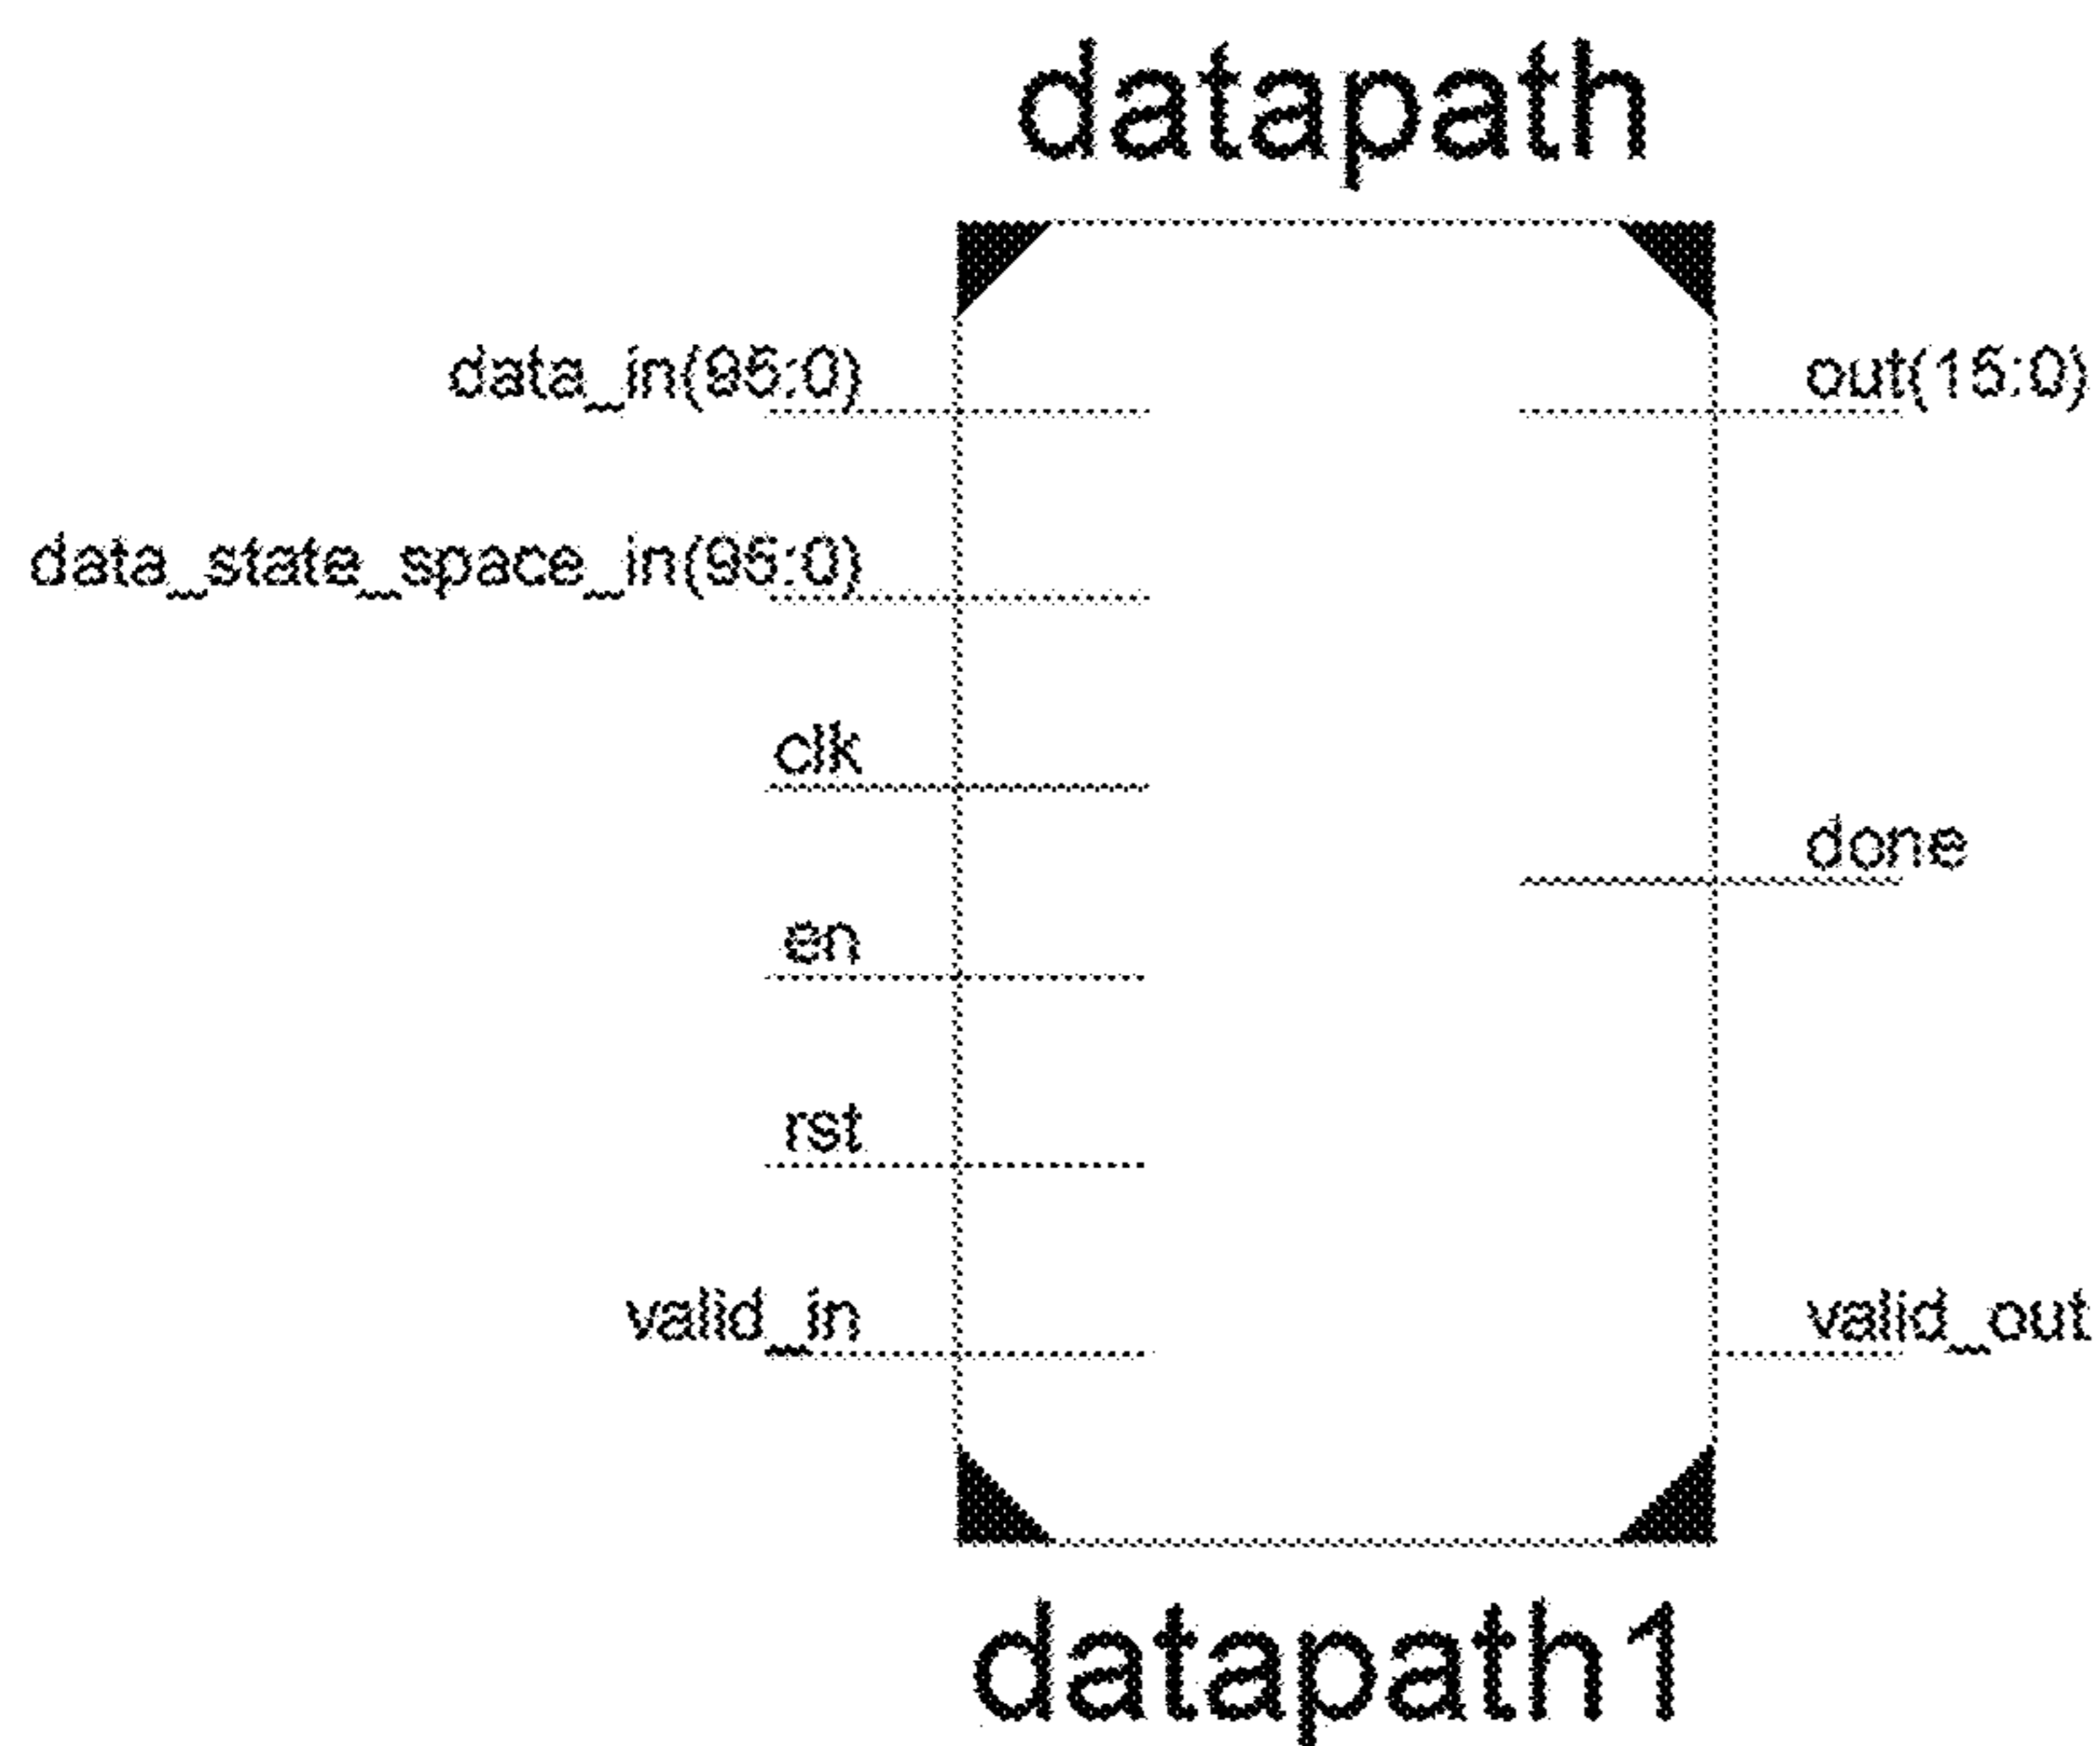 datapath
data_in(95:0)
out(15:0)
data_state_space_in(95:0)
clk
done
en
rst
valid_in
valid_out
datapath1